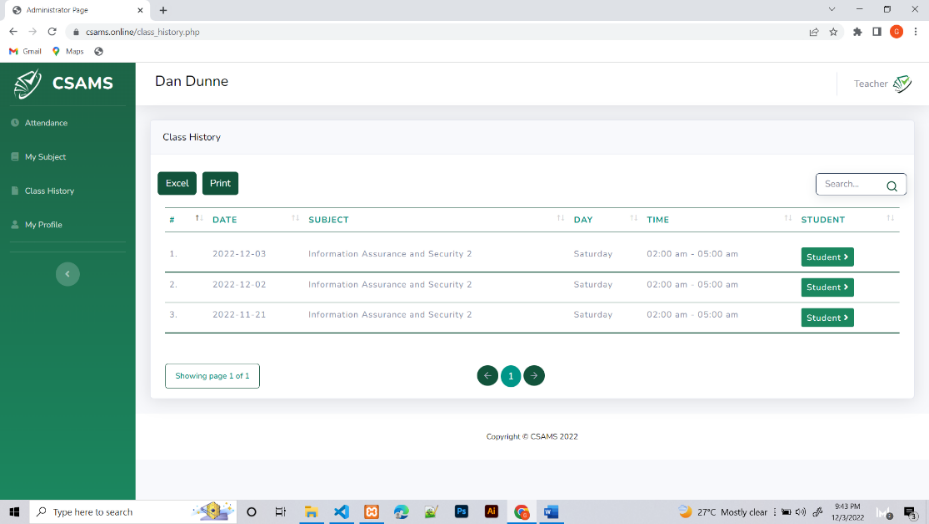 Administrator Page
csams.online/class_history.php
G
Gmail
Maps
CSAMS
Dan Dunne
Teacher
Attendance
My Subject
Class History
My Profile
Class History
Excel
Print
Search...
# DATE SUBJECT DAY TIME STUDENT
1. 2022-12-03 Information Assurance and Security 2 Saturday 02:00 am - 05:00 am Student
2. 2022-12-02 Information Assurance and Security 2 Saturday 02:00 am - 05:00 am Student
3. 2022-11-21 Information Assurance and Security 2 Saturday 02:00 am - 05:00 am Student
Showing page 1 of 1
1
Copyright © CSAMS 2022
Type here to search
Ps
Ai
27°C Mostly clear
9:43 PM
12/3/2022
3